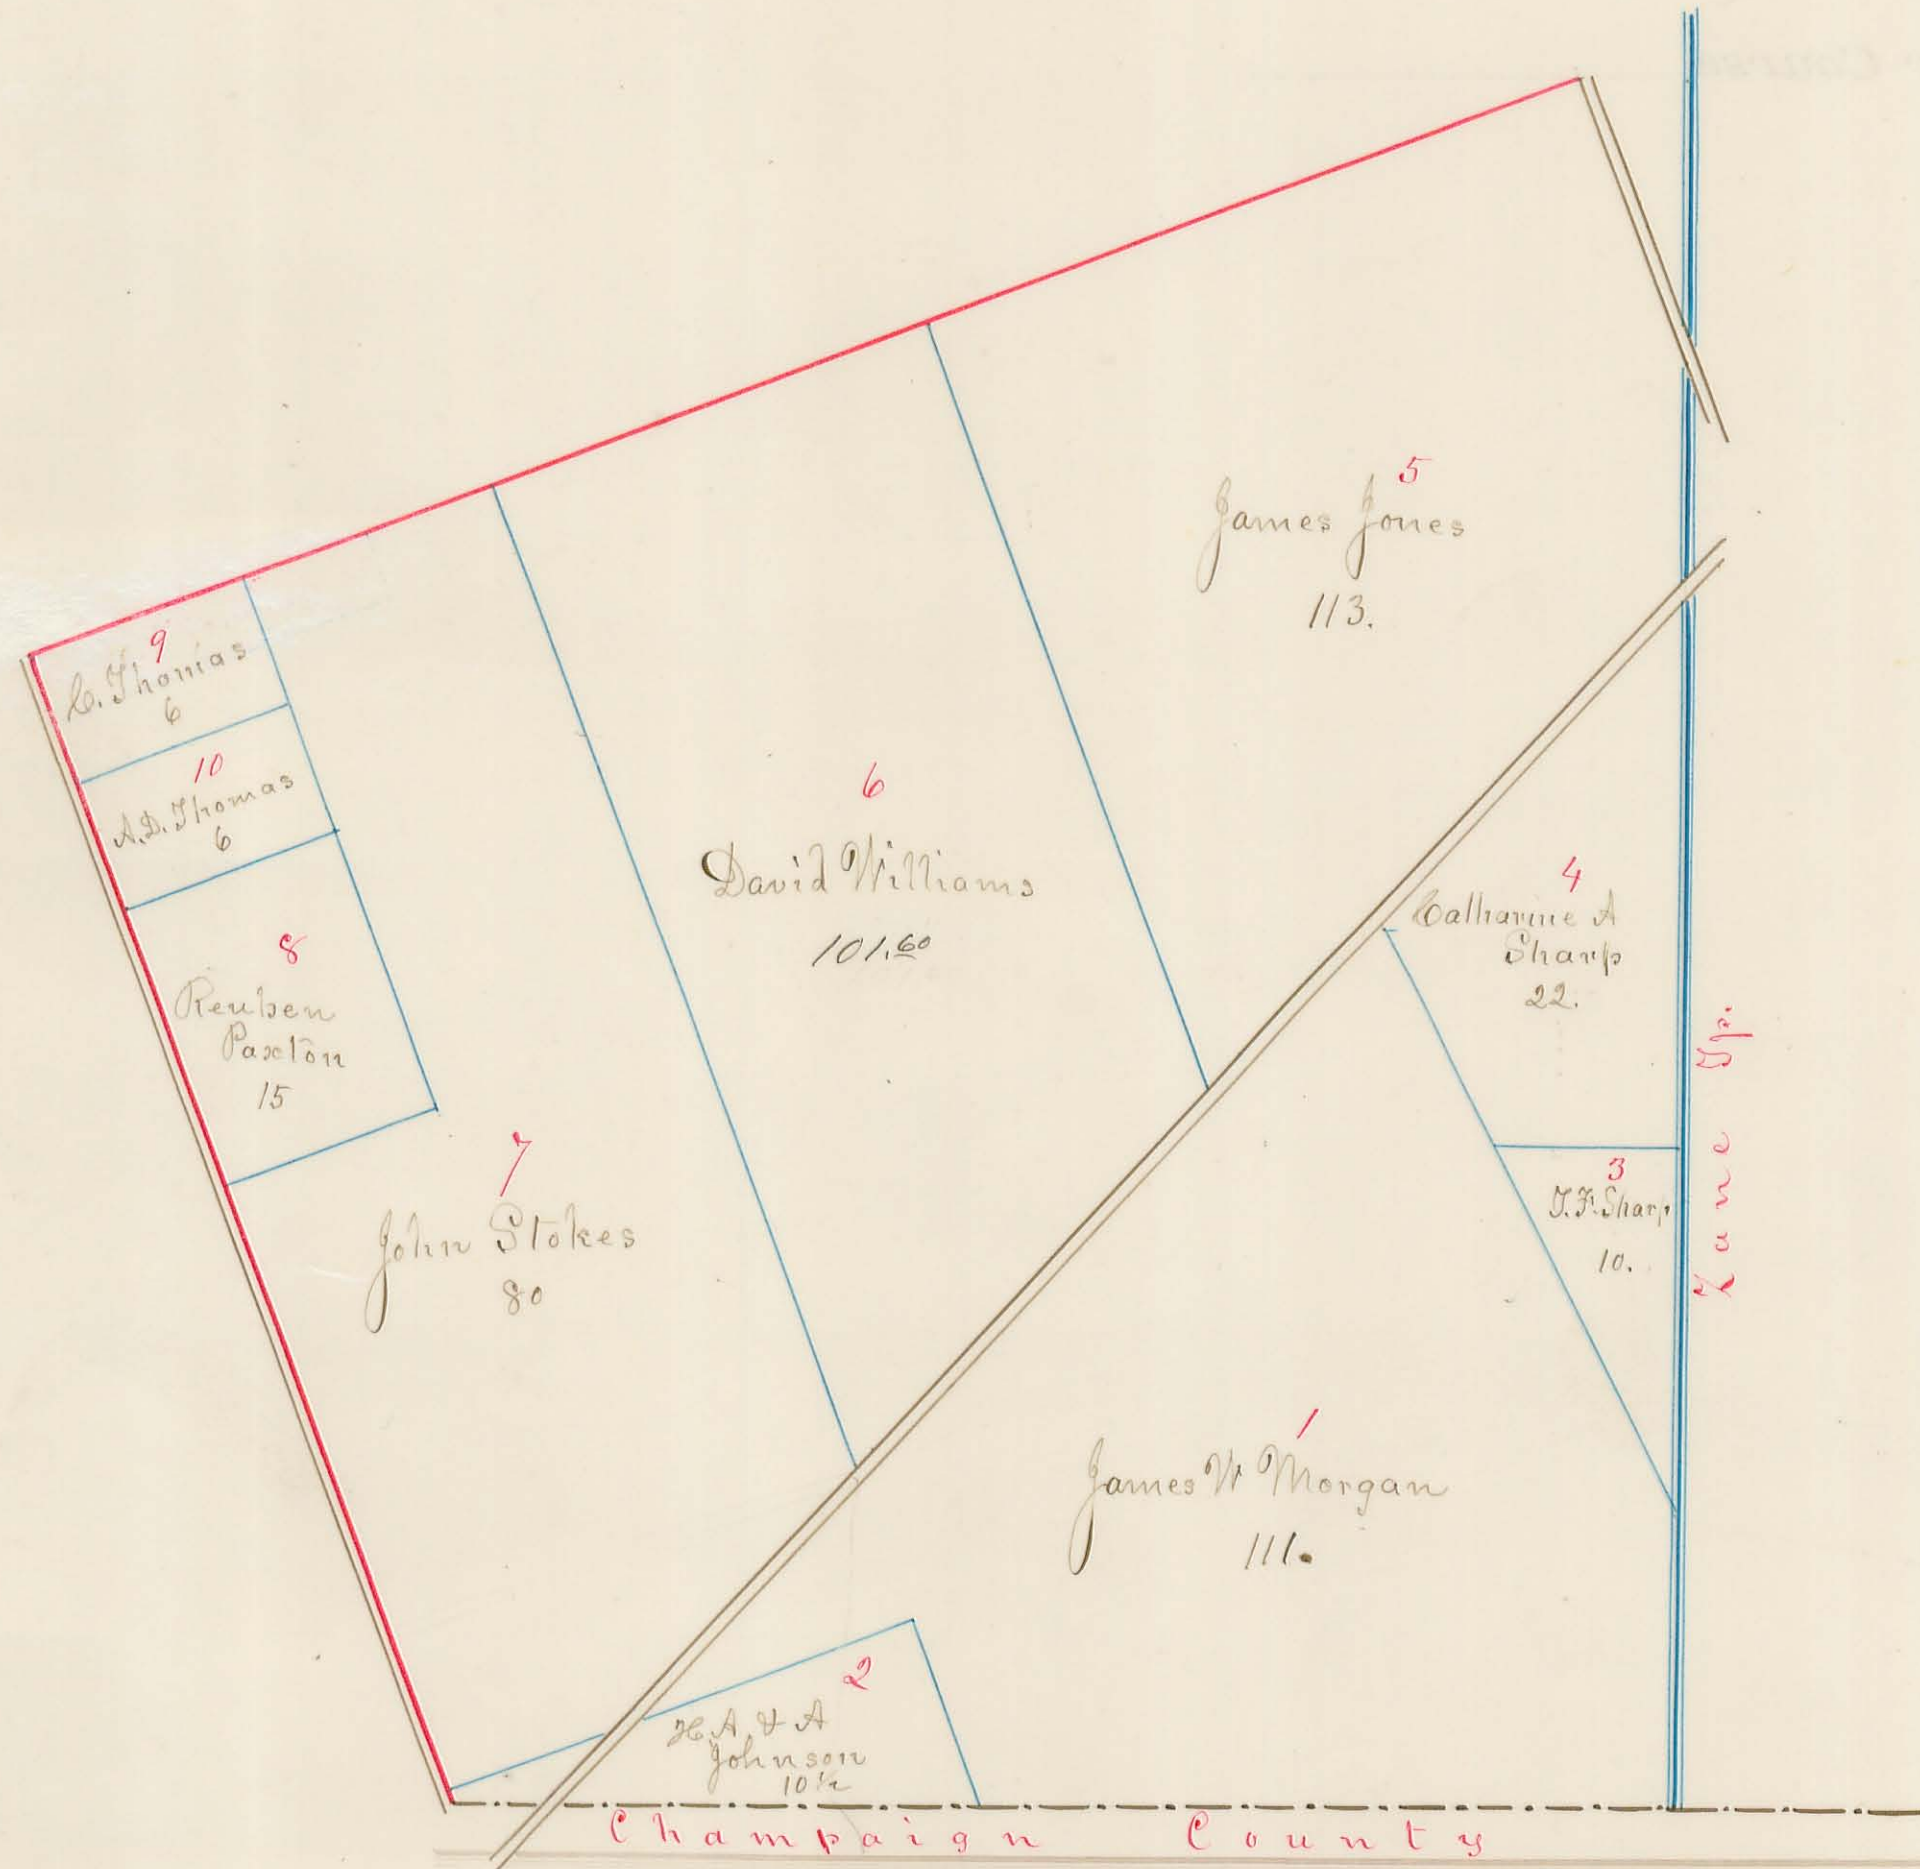 5
James Jones
113.
9
C. Thomas
6
10
A.D. Thomas
6
6
David Williams
101.60
4
Catharine A
Sharp
22.
8
Reuben
Paxton
15
3
T.F. Sharp
10.
Zane Tp.
7
John Stokes
80
1
James W Morgan
111.
2
H A & A
Johnson
10½
Champaign County